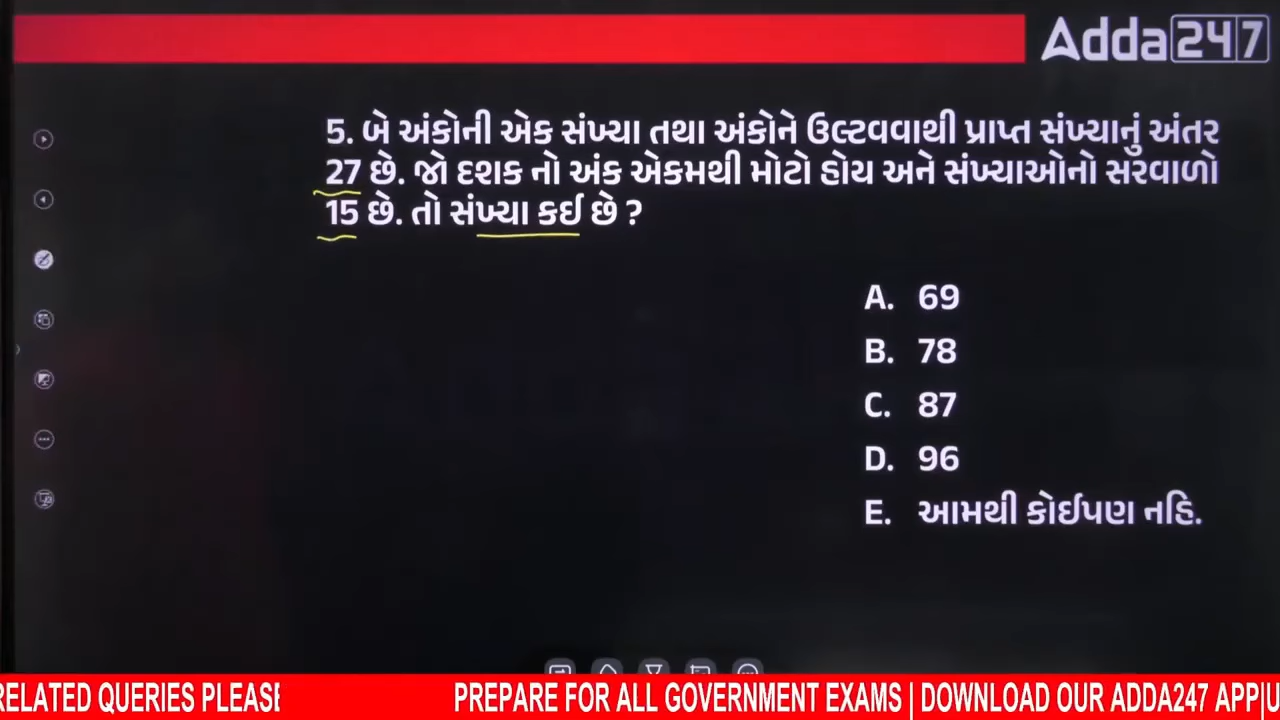 Adda247
5. બે અંકોની એક સંખ્યા તથા અંકોને ઉલ્ટવવાથી પ્રાપ્ત સંખ્યાનું અંતર
27 છે. જો દશક નો અંક એકમથી મોટો હોય અને સંખ્યાઓનો સરવાળો
15 છે. તો સંખ્યા કઈ છે ?
A. 69
B. 78
C. 87
D. 96
E. આમથી કોઈપણ નહિ.
RELATED QUERIES PLEASE PREPARE FOR ALL GOVERNMENT EXAMS | DOWNLOAD OUR ADDA247 APP|U